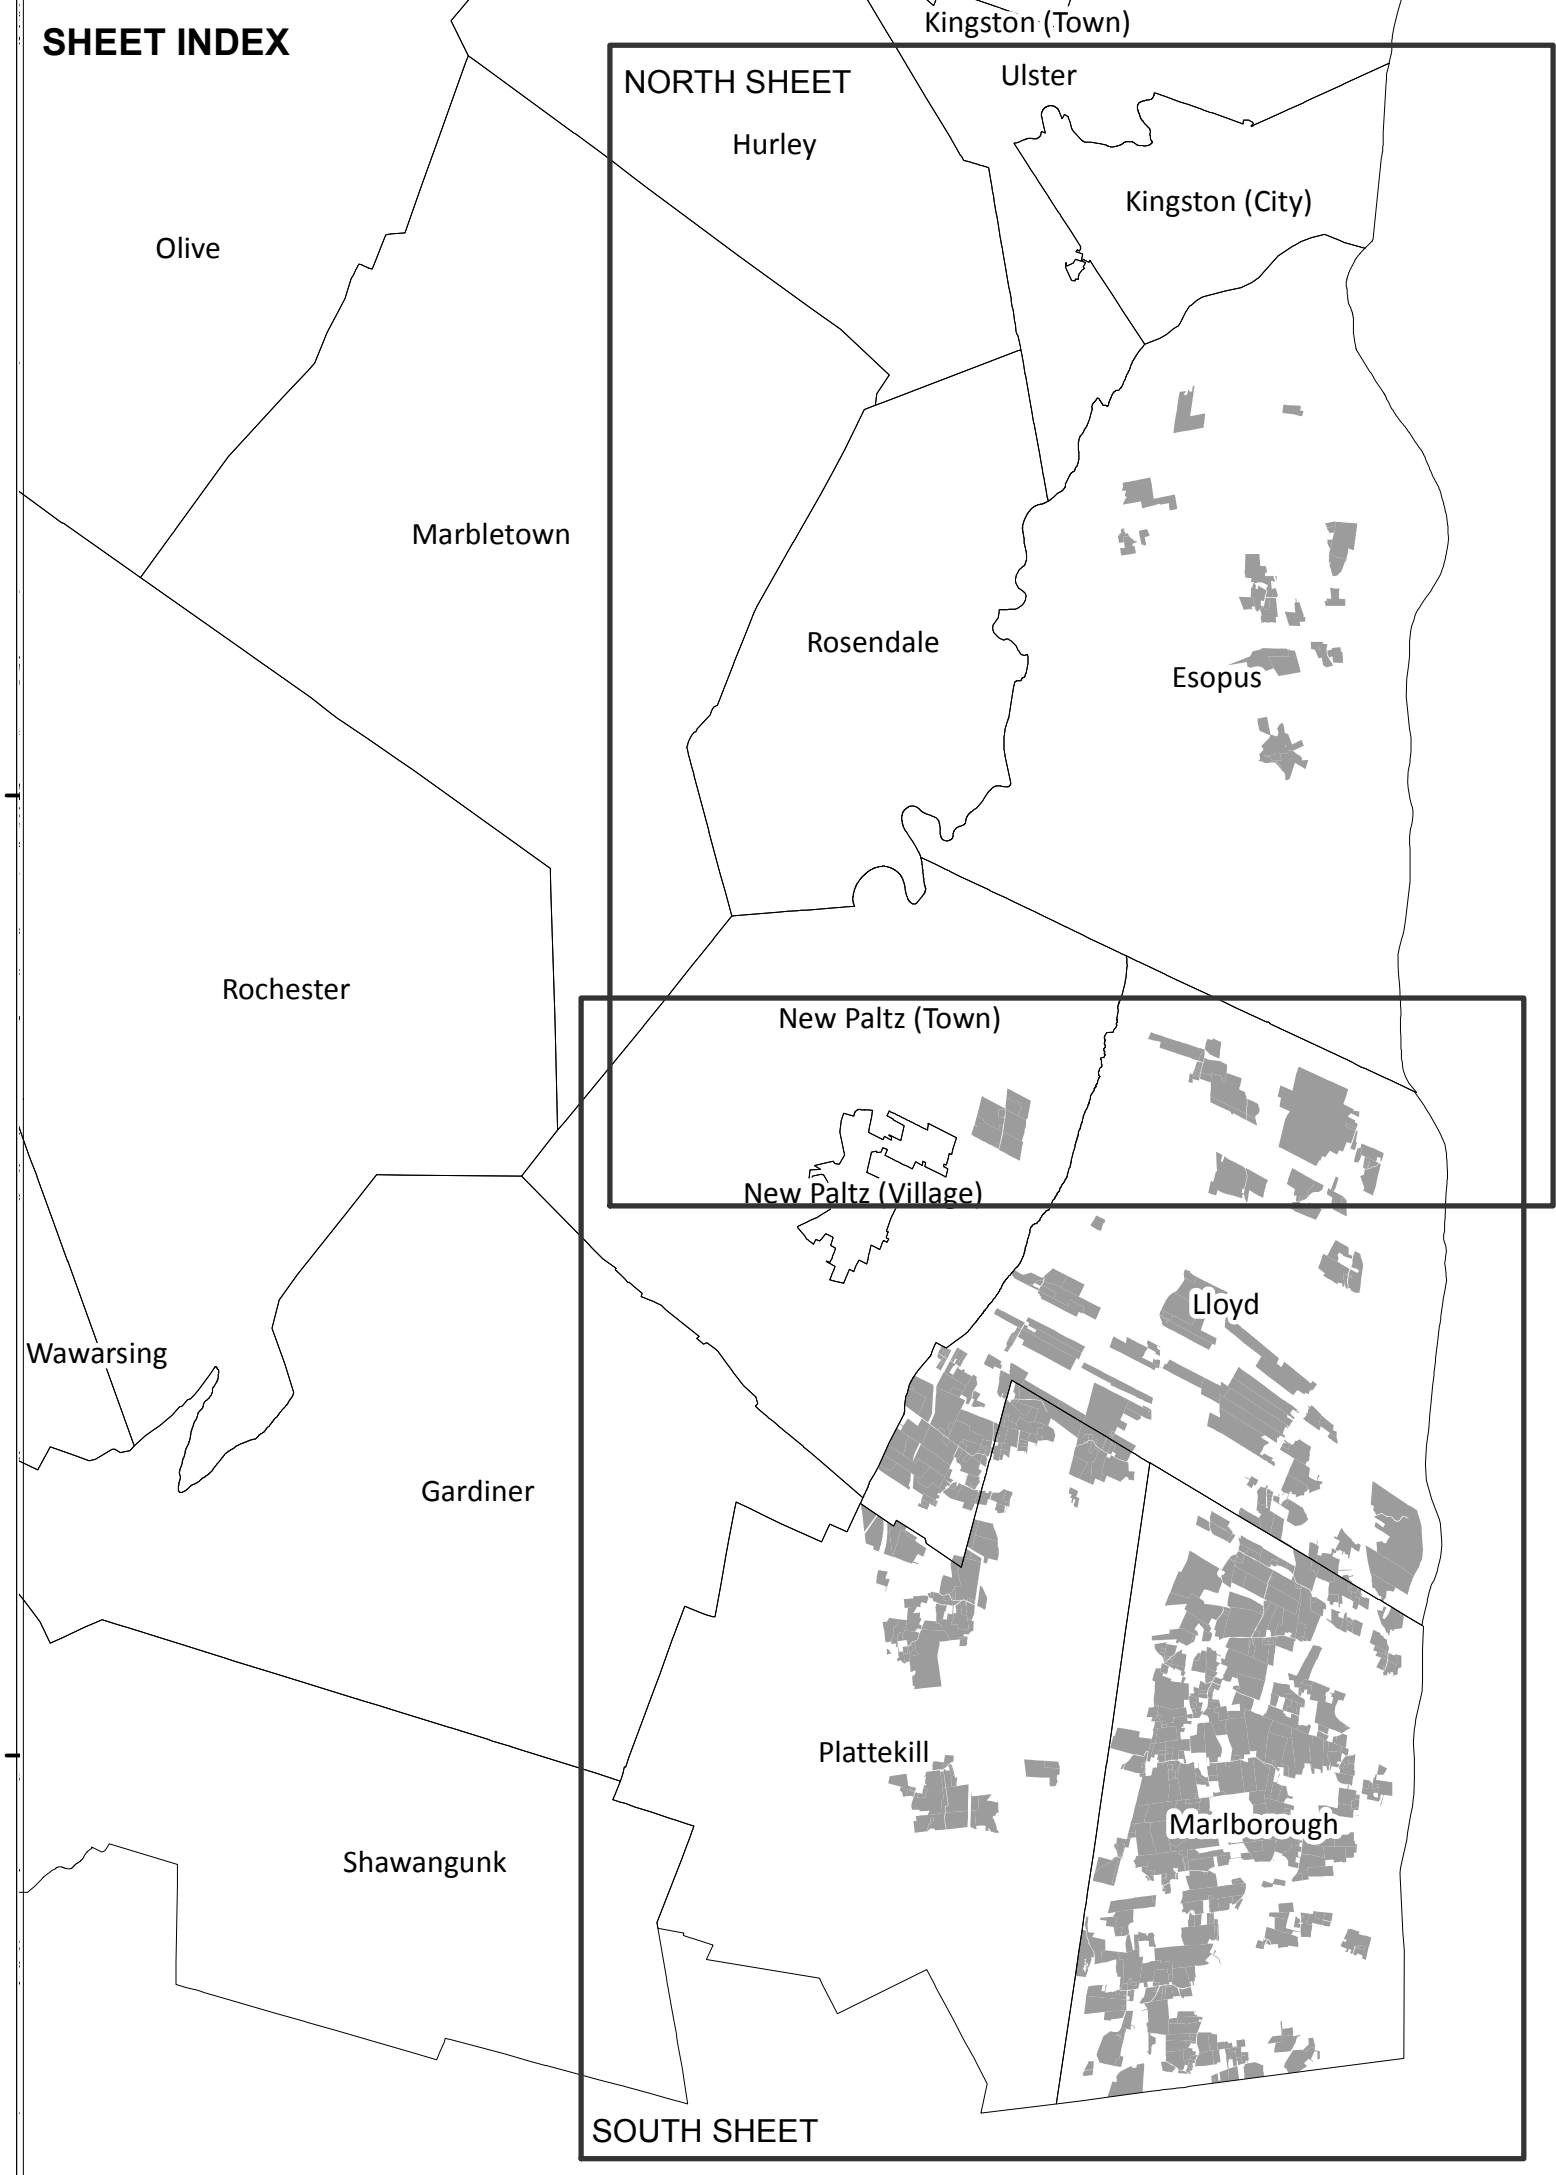 Kingston (Town)
SHEET INDEX
NORTH SHEET
Ulster
Hurley
Kingston (City)
Olive
Marbletown
Rosendale
Esopus
Rochester
New Paltz (Town)
New Paltz (Village)
Lloyd
Wawarsing
Gardiner
Plattekill
Marlborough
Shawangunk
SOUTH SHEET